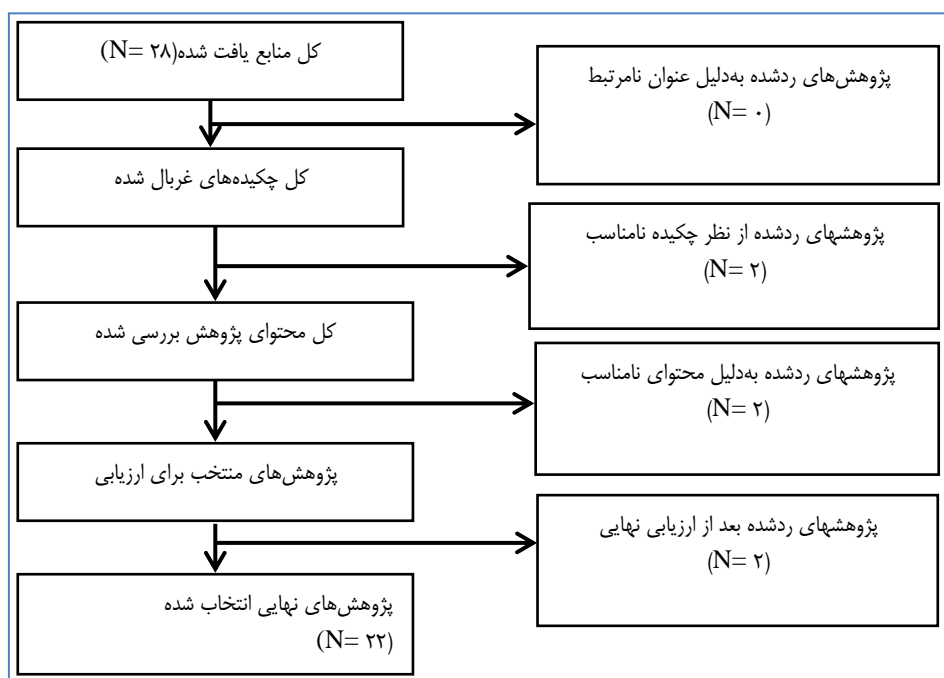 کل منابع یافت شده(N= ۲۸)
پژوهش‌های ردشده به‌دلیل عنوان نامرتبط
(N= ۰)
کل چکیده‌های غربال شده
پژوهشهای ردشده از نظر چکیده نامناسب
(N= ۲)
کل محتوای پژوهش بررسی شده
پژوهشهای ردشده به‌دلیل محتوای نامناسب
(N= ۲)
پژوهش‌های منتخب برای ارزیابی
پژوهشهای ردشده بعد از ارزیابی نهایی
(N= ۲)
پژوهش‌های نهایی انتخاب شده
(N= ۲۲)